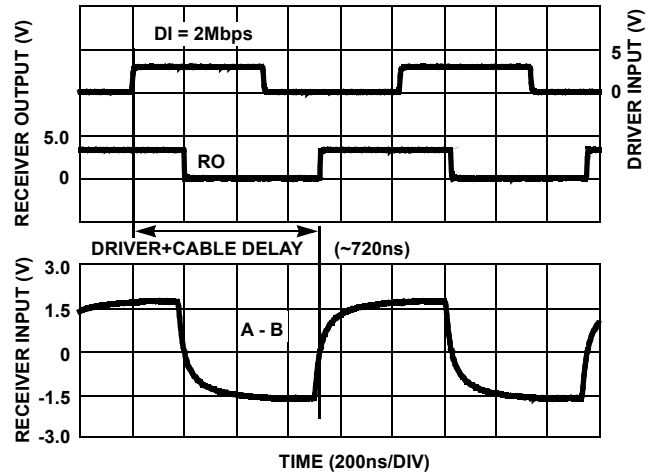 DI = 2Mbps
RECEIVER OUTPUT (V)
5
0
DRIVER INPUT (V)
5.0
0
RO
DRIVER+CABLE DELAY (~720ns)
RECEIVER INPUT (V)
3.0
1.5
0
-1.5
-3.0
A - B
TIME (200ns/DIV)